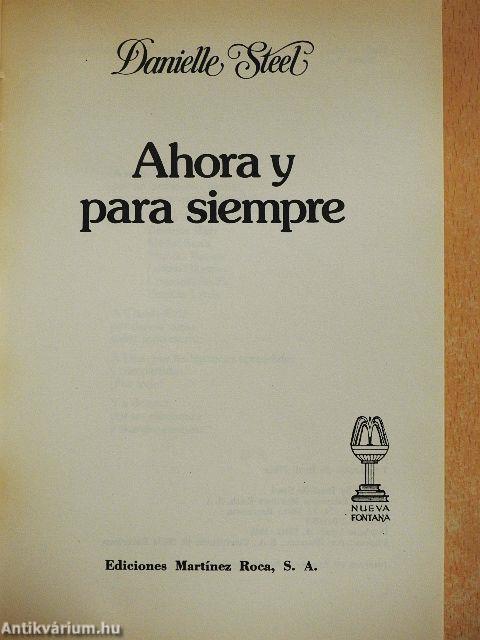 Danielle Steel
Ahora y
para siempre
NUEVA
FONTANA
Ediciones Martínez Roca, S. A.
Antikvárium.hu